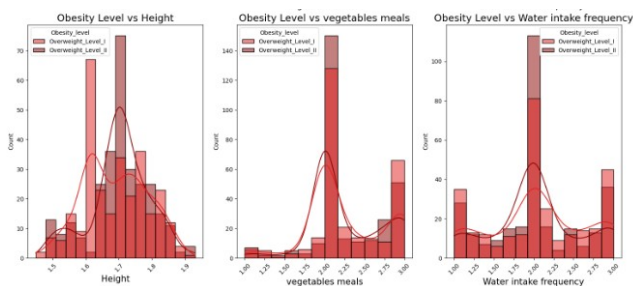 Obesity Level vs Height
Obesity_level
Overweight_Level_I
Overweight_Level_II
Count
70
60
50
40
30
20
10
0
1.5
1.6
1.7
1.8
1.9
Height
Obesity Level vs vegetables meals
Obesity_level
Overweight_Level_I
Overweight_Level_II
Count
140
120
100
80
60
40
20
0
1.00
1.25
1.50
1.75
2.00
2.25
2.50
2.75
3.00
vegetables meals
Obesity Level vs Water intake frequency
Obesity_level
Overweight_Level_I
Overweight_Level_II
Count
100
80
60
40
20
0
1.00
1.25
1.50
1.75
2.00
2.25
2.50
2.75
3.00
Water intake frequency